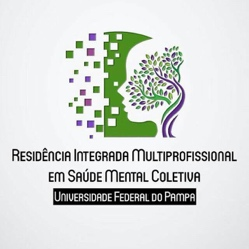 Residência Integrada Multiprofissional
em Saúde Mental Coletiva
Universidade Federal do Pampa